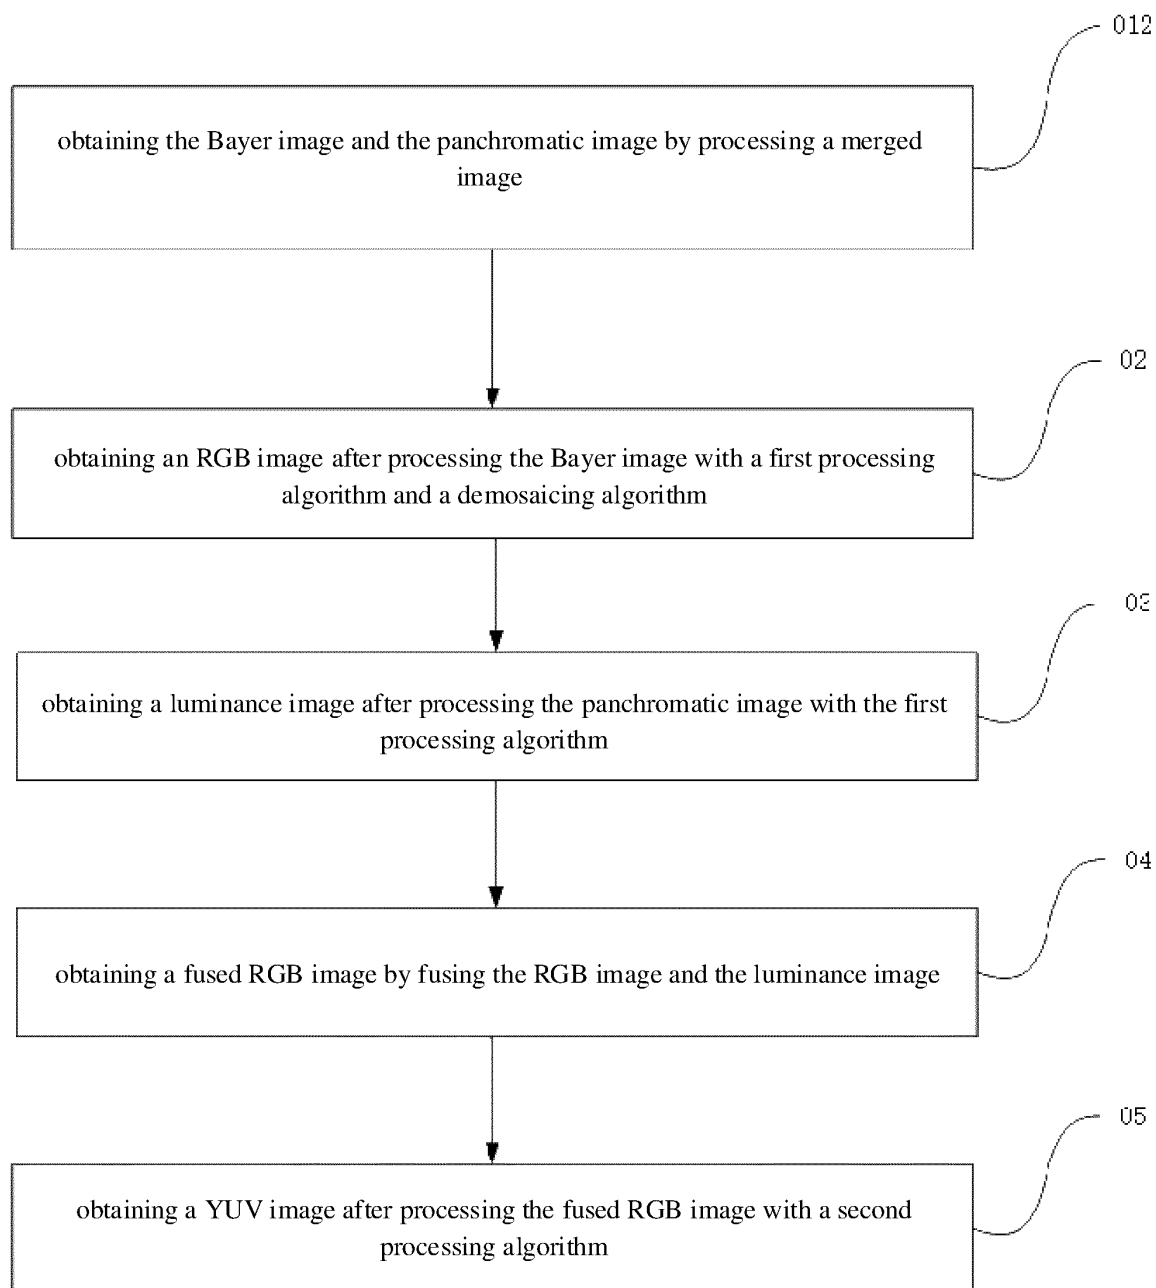 012
obtaining the Bayer image and the panchromatic image by processing a merged
image
02
obtaining an RGB image after processing the Bayer image with a first processing
algorithm and a demosaicing algorithm
03
obtaining a luminance image after processing the panchromatic image with the first
processing algorithm
04
obtaining a fused RGB image by fusing the RGB image and the luminance image
05
obtaining a YUV image after processing the fused RGB image with a second
processing algorithm